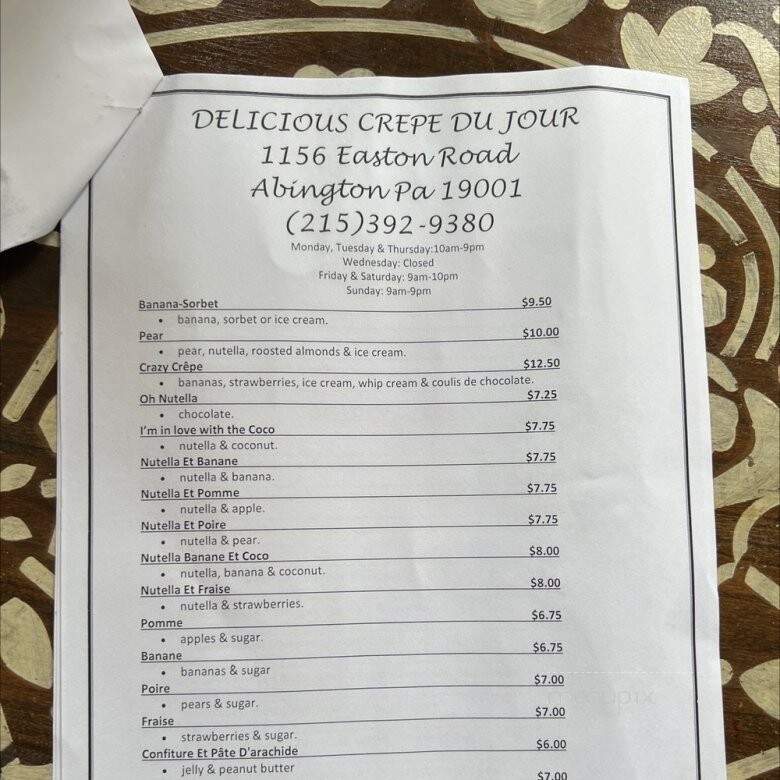 DELICIOUS CREPE DU JOUR
1156 Easton Road
Abington Pa 19001
(215)392-9380
Monday, Tuesday & Thursday:10am-9pm
Wednesday: Closed
Friday & Saturday: 9am-10pm
Sunday: 9am-9pm
Banana-Sorbet $9.50
• banana, sorbet or ice cream.
Pear $10.00
• pear, nutella, roosted almonds & ice cream.
Crazy Crêpe $12.50
• bananas, strawberries, ice cream, whip cream & coulis de chocolate.
Oh Nutella $7.25
• chocolate.
I'm in love with the Coco $7.75
• nutella & coconut.
Nutella Et Banane $7.75
• nutella & banana.
Nutella Et Pomme $7.75
• nutella & apple.
Nutella Et Poire $7.75
• nutella & pear.
Nutella Banane Et Coco $8.00
• nutella, banana & coconut.
Nutella Et Fraise $8.00
• nutella & strawberries.
Pomme $6.75
• apples & sugar.
Banane $6.75
• bananas & sugar
Poire $7.00
• pears & sugar.
Fraise $7.00
• strawberries & sugar.
Confiture Et Pâte D'arachide $6.00
• jelly & peanut butter
$7.00